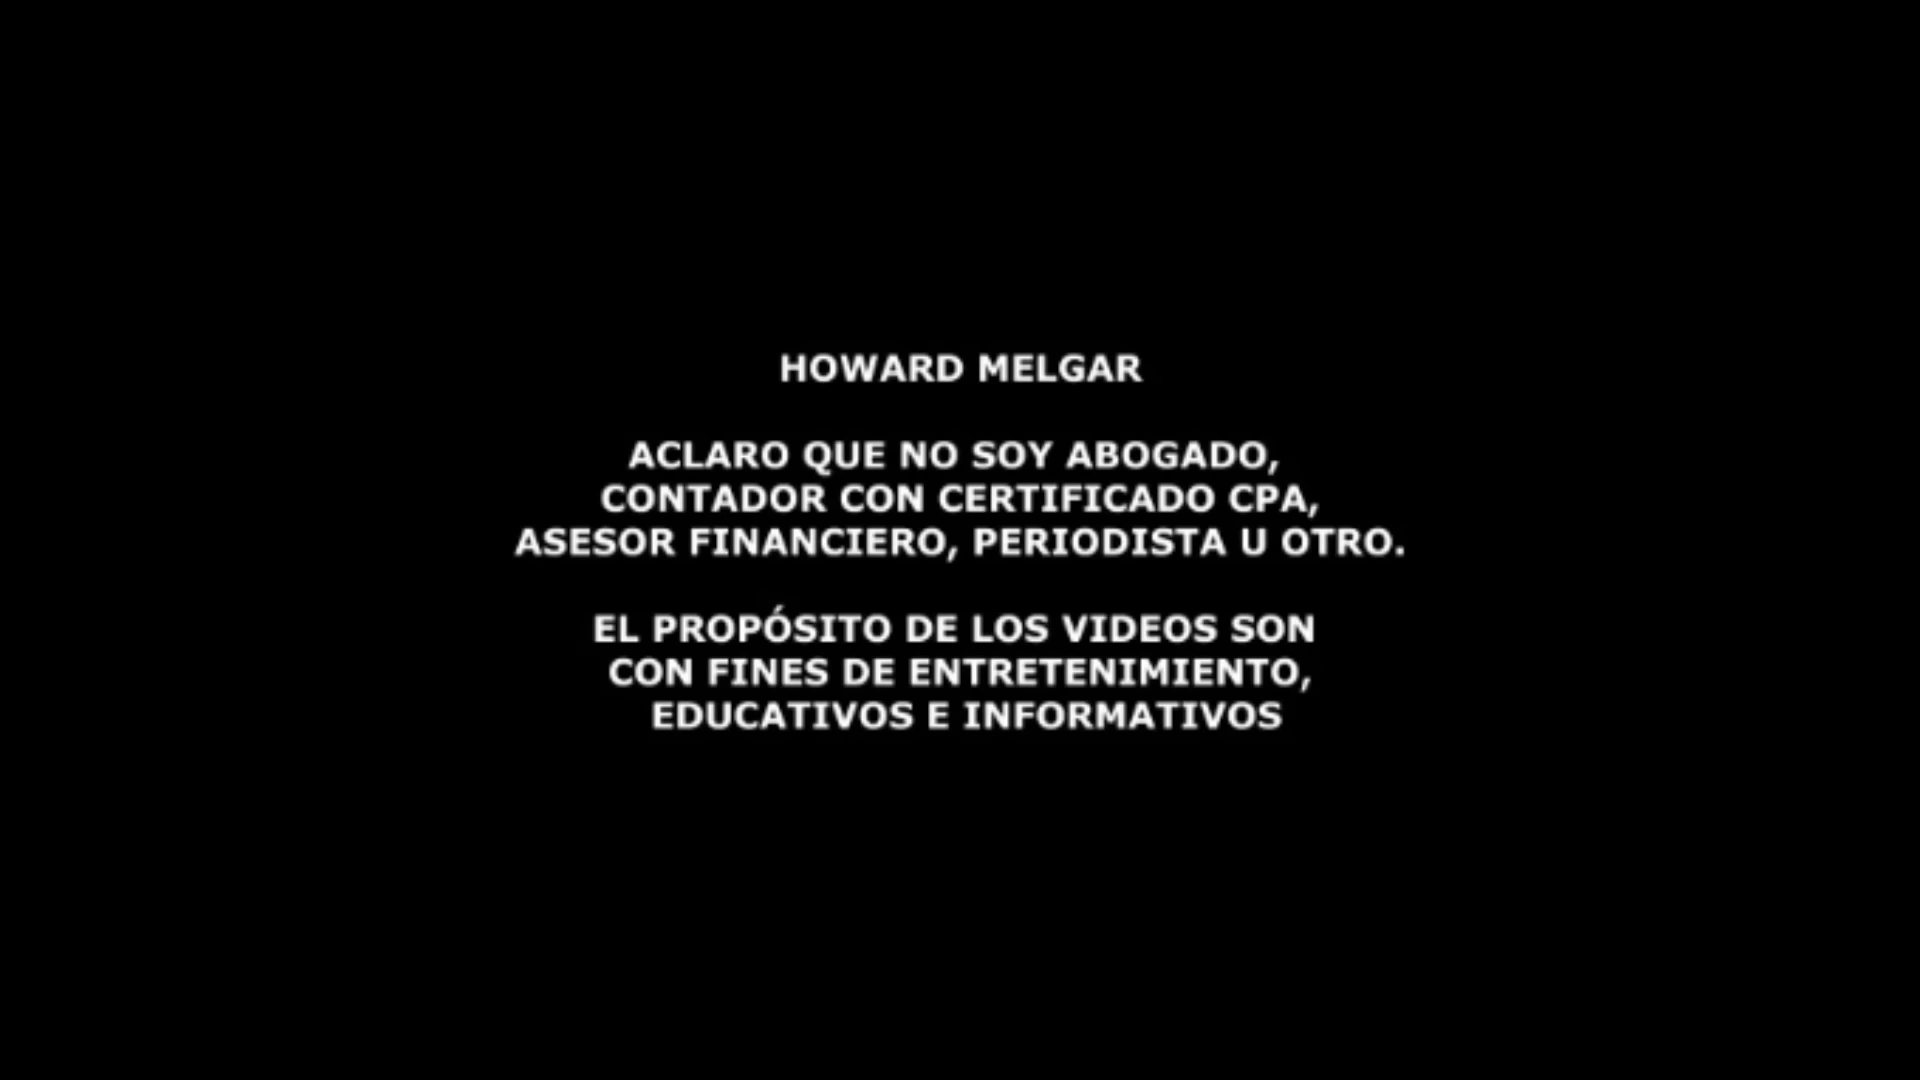 HOWARD MELGAR
ACLARO QUE NO SOY ABOGADO,
CONTADOR CON CERTIFICADO CPA,
ASESOR FINANCIERO, PERIODISTA U OTRO.
EL PROPÓSITO DE LOS VIDEOS SON
CON FINES DE ENTRETENIMIENTO,
EDUCATIVOS E INFORMATIVOS